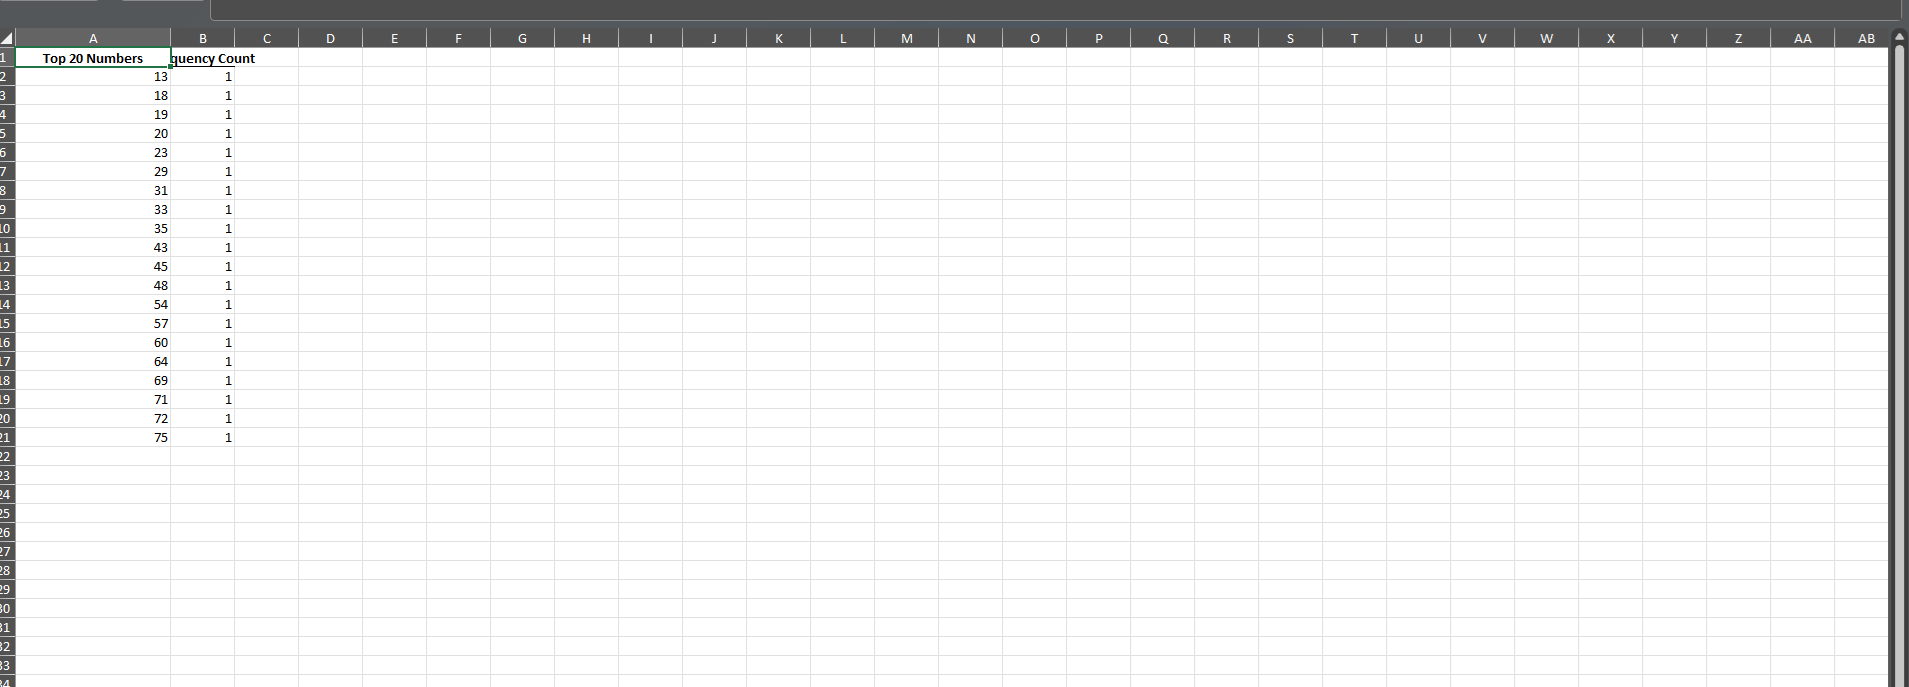 A B C D E F G H I J K L M N O P Q R S T U V W X Y Z AA AB
1 Top 20 Numbers quency Count
2 13 1
3 18 1
4 19 1
5 20 1
6 23 1
7 29 1
8 31 1
9 33 1
10 35 1
11 43 1
12 45 1
13 48 1
14 54 1
15 57 1
16 60 1
17 64 1
18 69 1
19 71 1
20 72 1
21 75 1
22
23
24
25
26
27
28
29
30
31
32
33
34